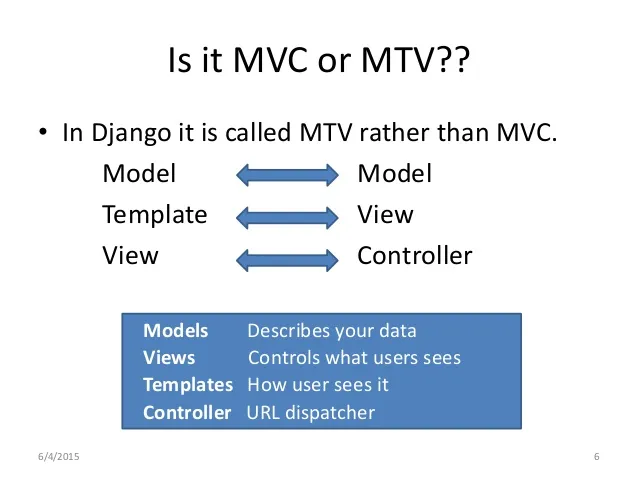 Is it MVC or MTV??
• In Django it is called MTV rather than MVC.
Model Model
Template View
View Controller
Models Describes your data
Views Controls what users sees
Templates How user sees it
Controller URL dispatcher
6/4/2015 6